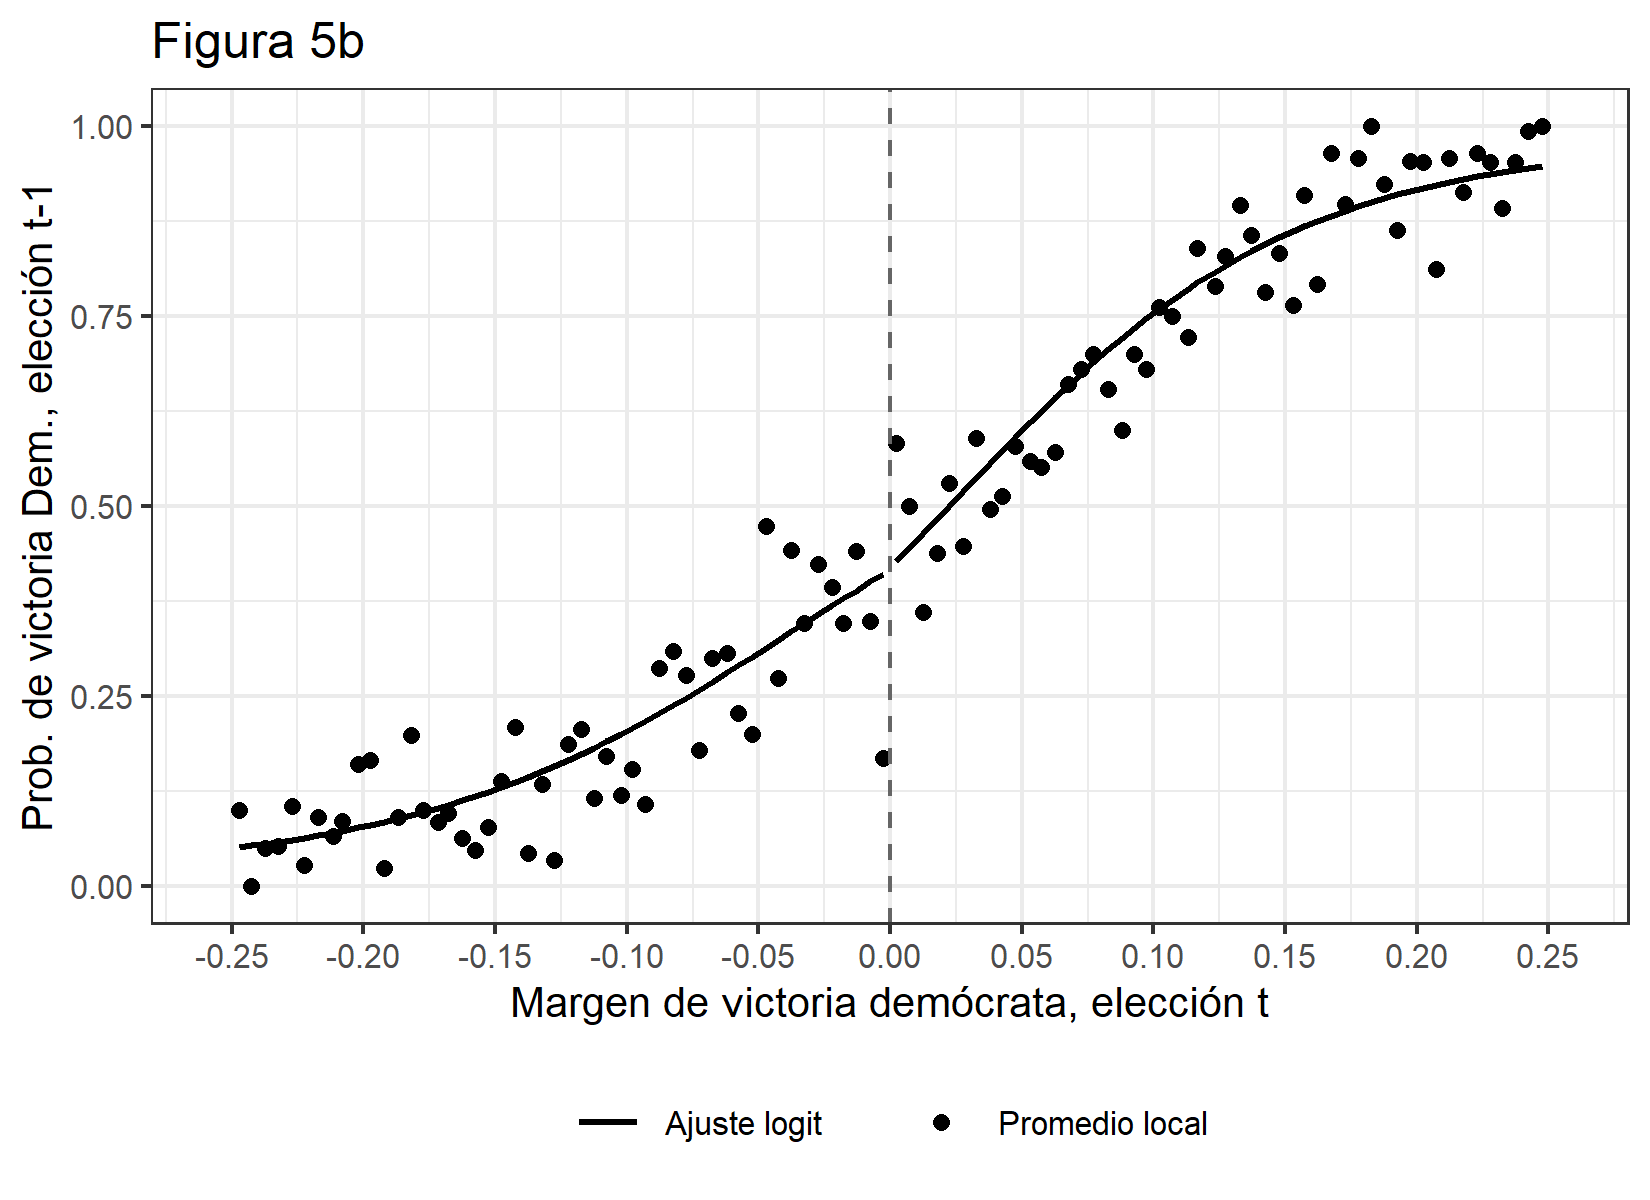 Figura 5b
Prob. de victoria Dem., elección t-1
1.00
0.75
0.50
0.25
0.00
-0.25 -0.20 -0.15 -0.10 -0.05 0.00 0.05 0.10 0.15 0.20 0.25
Margen de victoria demócrata, elección t
Ajuste logit Promedio local